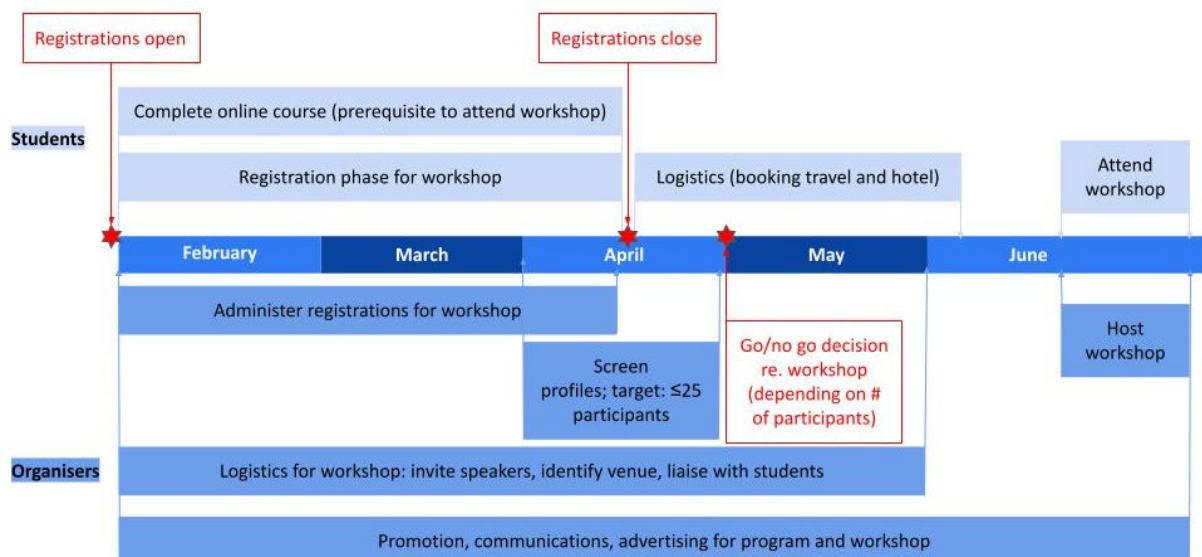 Registrations open
Registrations close
Complete online course (prerequisite to attend workshop)
Students
Registration phase for workshop
Logistics (booking travel and hotel)
Attend
workshop
February
March
April
May
June
Administer registrations for workshop
Screen
profiles; target: ≤25
participants
Go/no go decision
re. workshop
(depending on #
of participants)
Host
workshop
Organisers
Logistics for workshop: invite speakers, identify venue, liaise with students
Promotion, communications, advertising for program and workshop